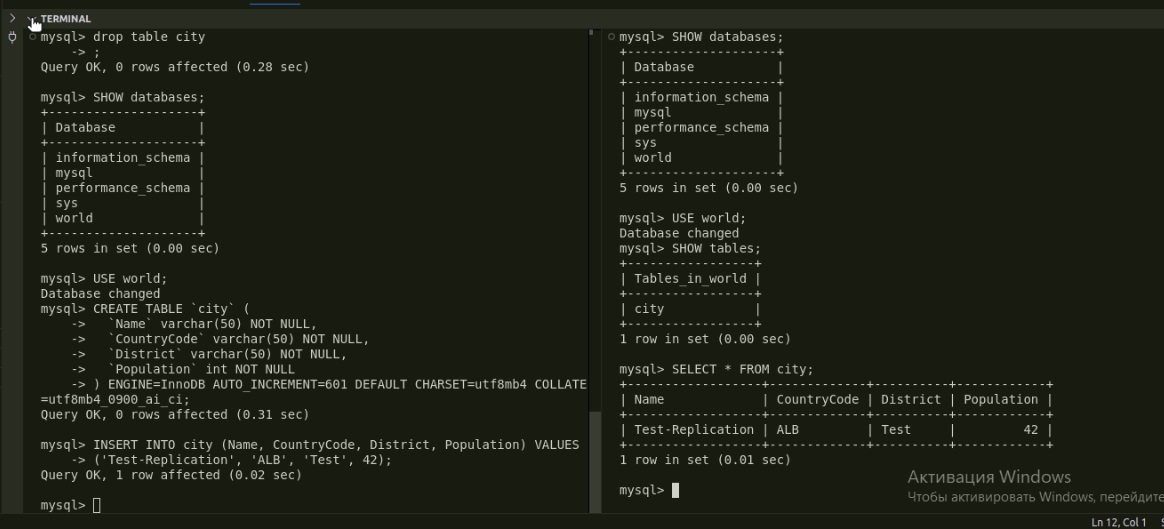 TERMINAL
mysql> drop table city
    -> ;
Query OK, 0 rows affected (0.28 sec)

mysql> SHOW databases;
+--------------------+
| Database           |
+--------------------+
| information_schema |
| mysql              |
| performance_schema |
| sys                |
| world              |
+--------------------+
5 rows in set (0.00 sec)

mysql> USE world;
Database changed
mysql> CREATE TABLE `city` (
    ->   `Name` varchar(50) NOT NULL,
    ->   `CountryCode` varchar(50) NOT NULL,
    ->   `District` varchar(50) NOT NULL,
    ->   `Population` int NOT NULL
    -> ) ENGINE=InnoDB AUTO_INCREMENT=601 DEFAULT CHARSET=utf8mb4 COLLATE
=utf8mb4_0900_ai_ci;
Query OK, 0 rows affected (0.31 sec)

mysql> INSERT INTO city (Name, CountryCode, District, Population) VALUES
    -> ('Test-Replication', 'ALB', 'Test', 42);
Query OK, 1 row affected (0.02 sec)

mysql>
mysql> SHOW databases;
+--------------------+
| Database           |
+--------------------+
| information_schema |
| mysql              |
| performance_schema |
| sys                |
| world              |
+--------------------+
5 rows in set (0.00 sec)

mysql> USE world;
Database changed
mysql> SHOW tables;
+-----------------+
| Tables_in_world |
+-----------------+
| city            |
+-----------------+
1 row in set (0.00 sec)

mysql> SELECT * FROM city;
+------------------+-------------+----------+------------+
| Name             | CountryCode | District | Population |
+------------------+-------------+----------+------------+
| Test-Replication | ALB         | Test     |         42 |
+------------------+-------------+----------+------------+
1 row in set (0.01 sec)

mysql>
Активация Windows
Чтобы активировать Windows, перейдите
Ln 12, Col 1